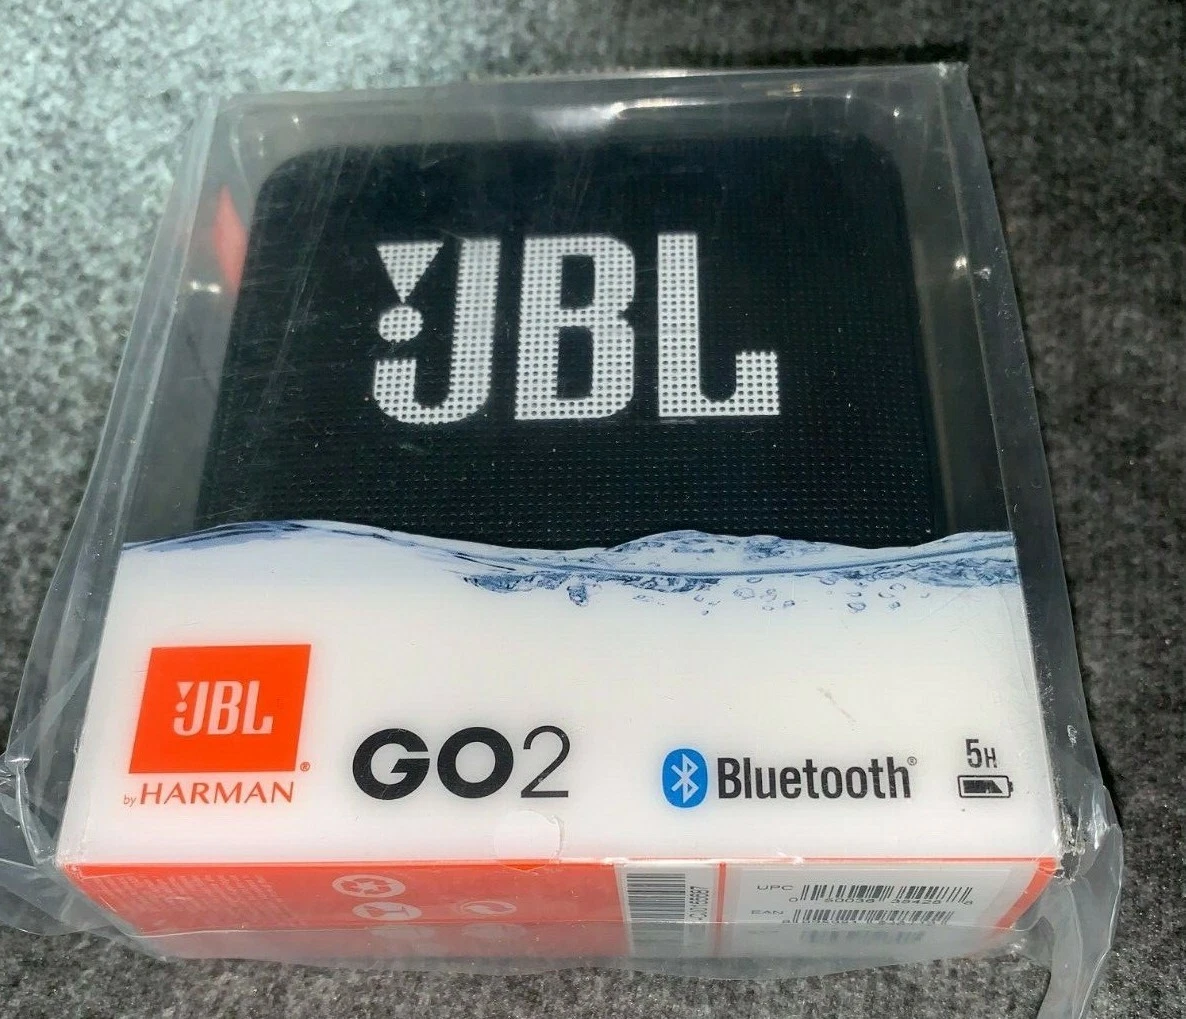 JBL
JBL
by HARMAN
GO2
Bluetooth®
5H
UPC
EAN